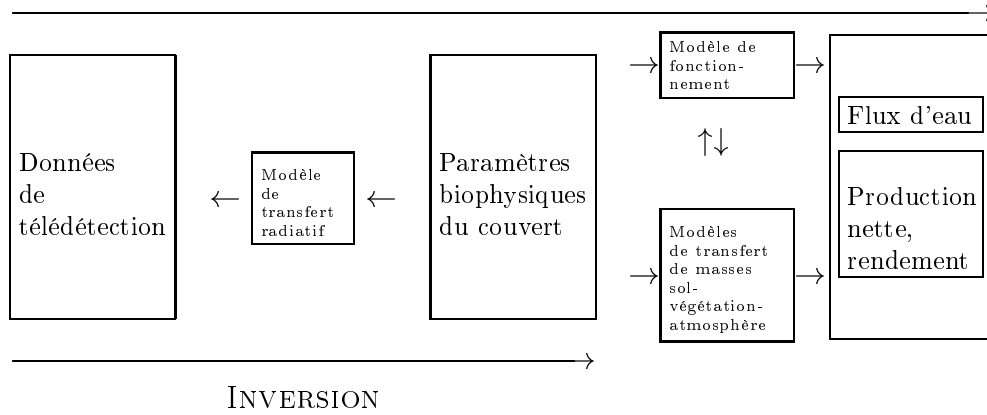 Données
de
télédétection
Modèle
de
transfert
radiatif
Paramètres
biophysiques
du couvert
Modèle de
fonction-
nement
Modèles
de transfert
de masses
sol-
végétation-
atmosphère
Flux d'eau
Production
nette,
rendement
INVERSION